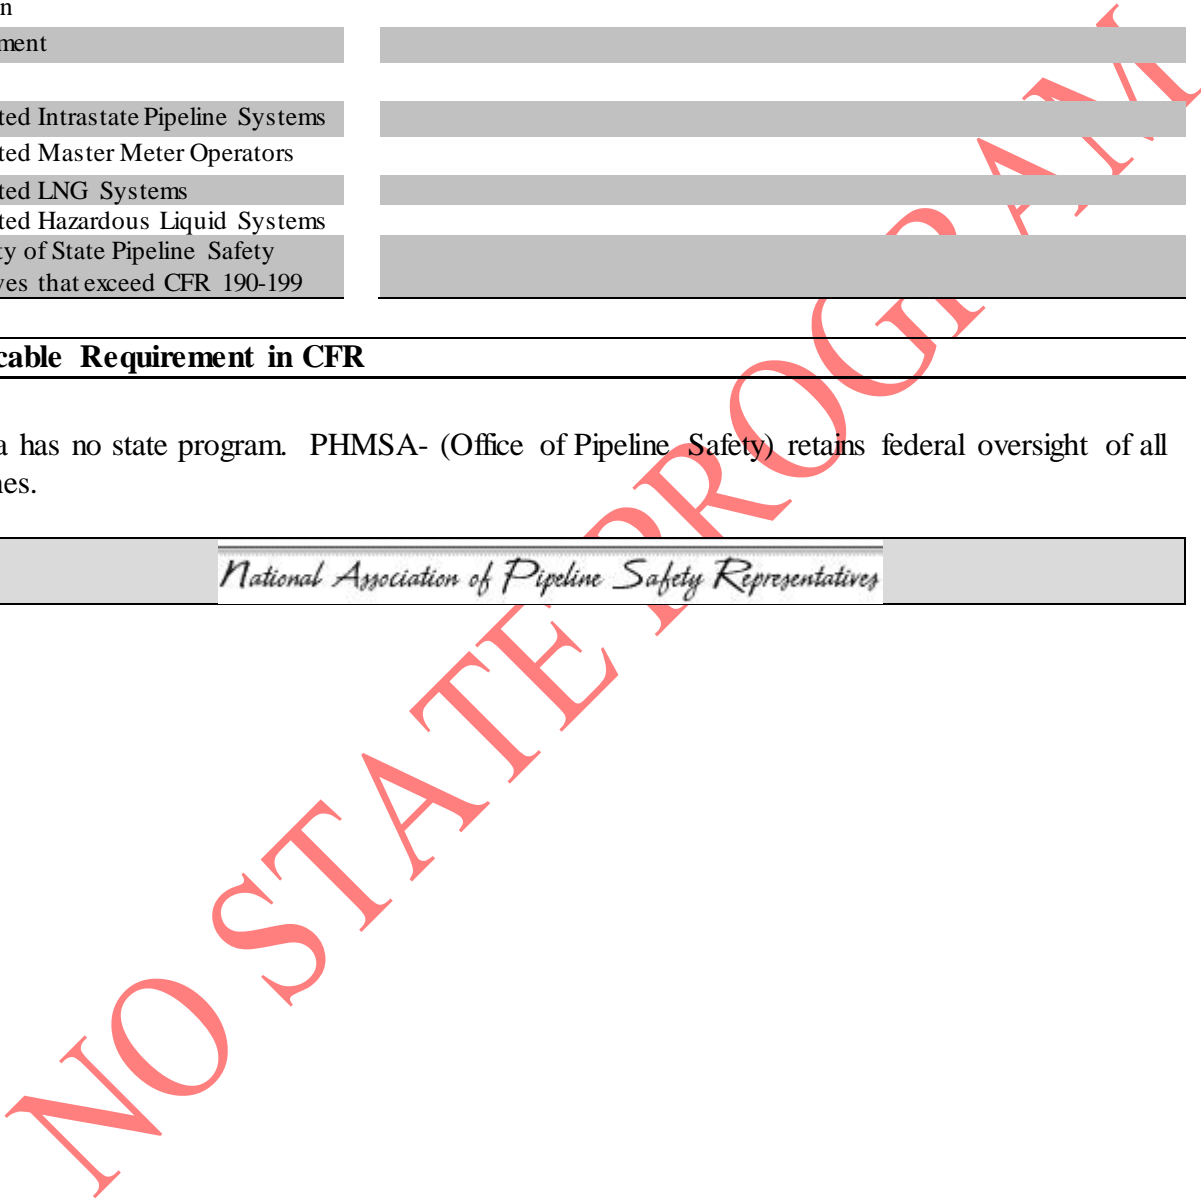 n
ment
ted Intrastate Pipeline Systems
ted Master Meter Operators
ted LNG Systems
ted Hazardous Liquid Systems
ty of State Pipeline Safety
ves that exceed CFR 190-199
cable Requirement in CFR
a has no state program. PHMSA- (Office of Pipeline Safety) retains federal oversight of all
nes.
National Association of Pipeline Safety Representatives
NO STATE PROGRAM